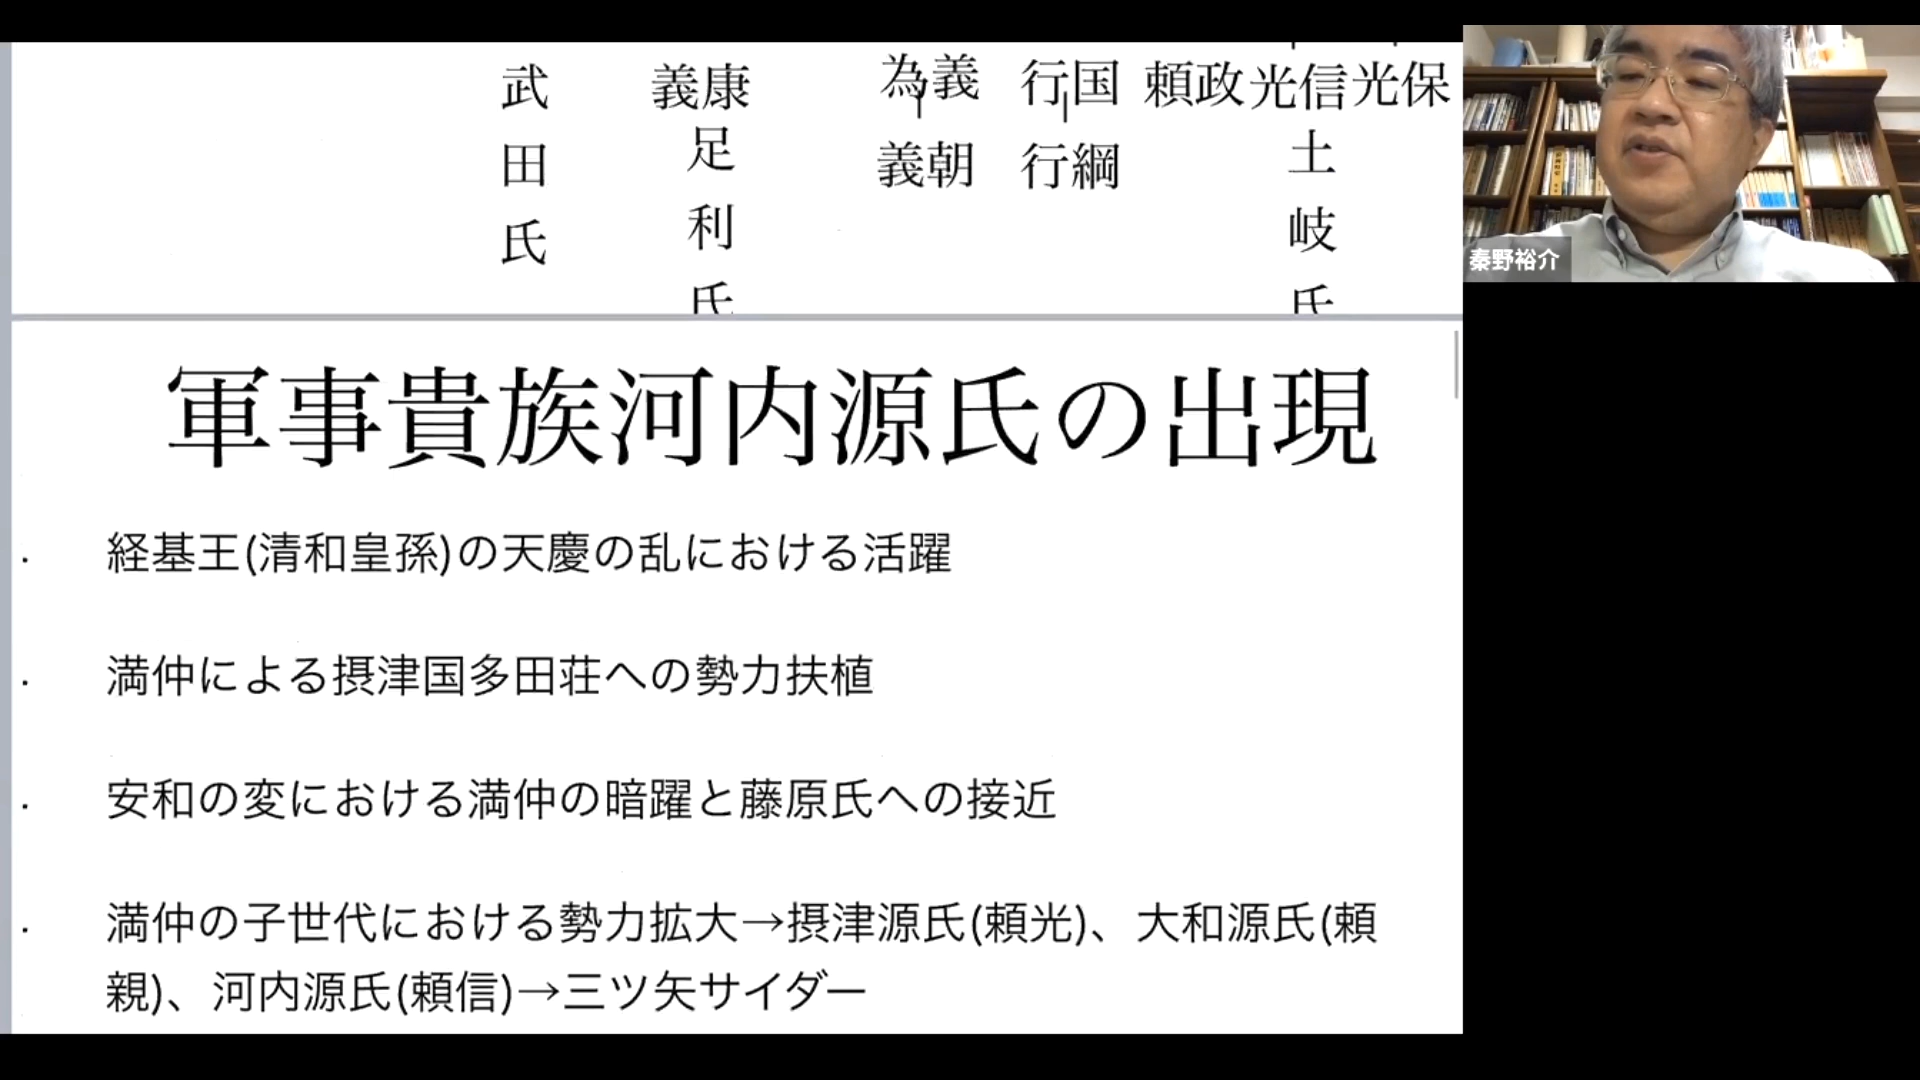 武田氏
義康
足利氏
為義
義朝
行国
行綱
頼政
光信
土岐氏
光保
秦野裕介
軍事貴族河内源氏の出現
. 経基王(清和皇孫)の天慶の乱における活躍
. 満仲による摂津国多田荘への勢力扶植
. 安和の変における満仲の暗躍と藤原氏への接近
. 満仲の子世代における勢力拡大→摂津源氏(頼光)、大和源氏(頼
親)、河内源氏(頼信)→三ツ矢サイダー